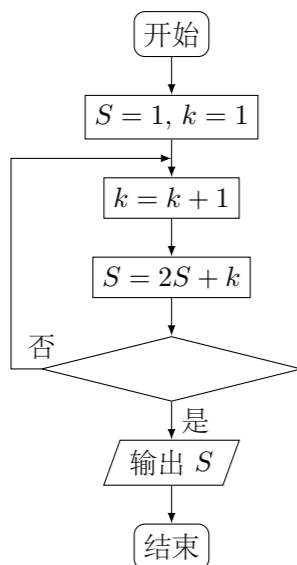 开始
S = 1, k = 1
k = k + 1
S = 2S + k
否
是
输出 S
结束